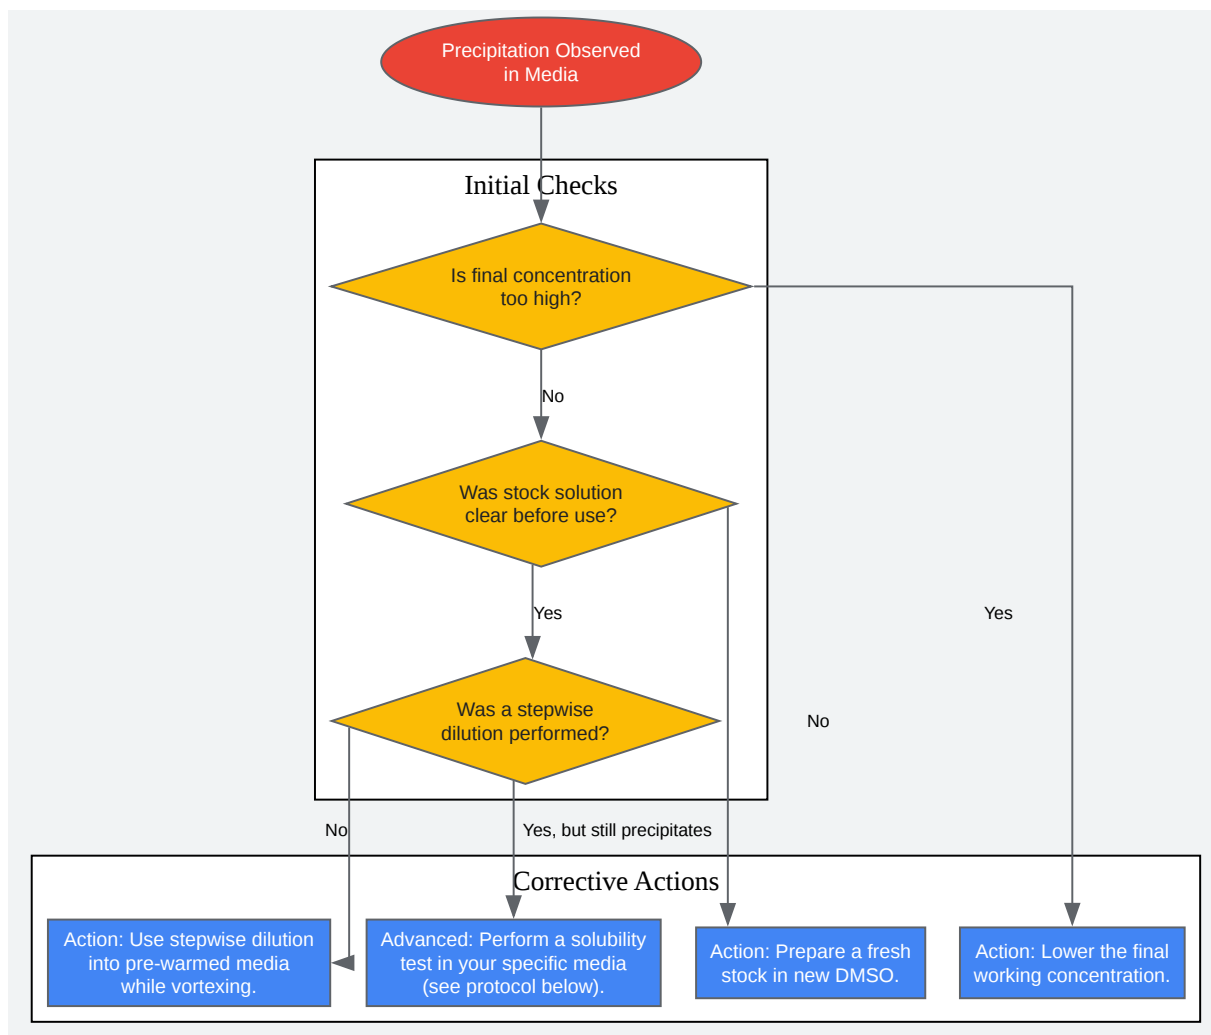 Precipitation Observed
in Media
Initial Checks
Is final concentration
too high?
No
Was stock solution
clear before use?
Yes
Yes
Was a stepwise
dilution performed?
No
No
Yes, but still precipitates
Corrective Actions
Action: Use stepwise dilution
into pre-warmed media
while vortexing.
Advanced: Perform a solubility
test in your specific media
(see protocol below).
Action: Prepare a fresh
stock in new DMSO.
Action: Lower the final
working concentration.